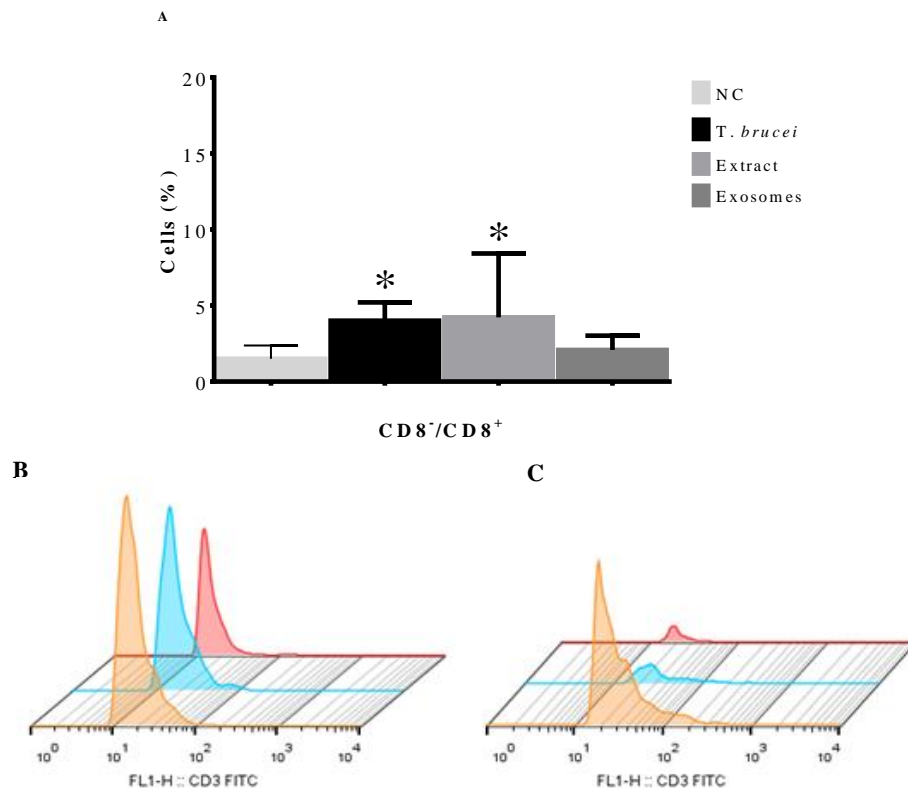 A
20
15
10
5
0
Cells (%)
* *
NC
T. brucei
Extract
Exosomes
CD8⁻/CD8⁺
B
C
10⁰ 10¹ 10² 10³ 10⁴
FL1-H :: CD3 FITC
10⁰ 10¹ 10² 10³ 10⁴
FL1-H :: CD3 FITC